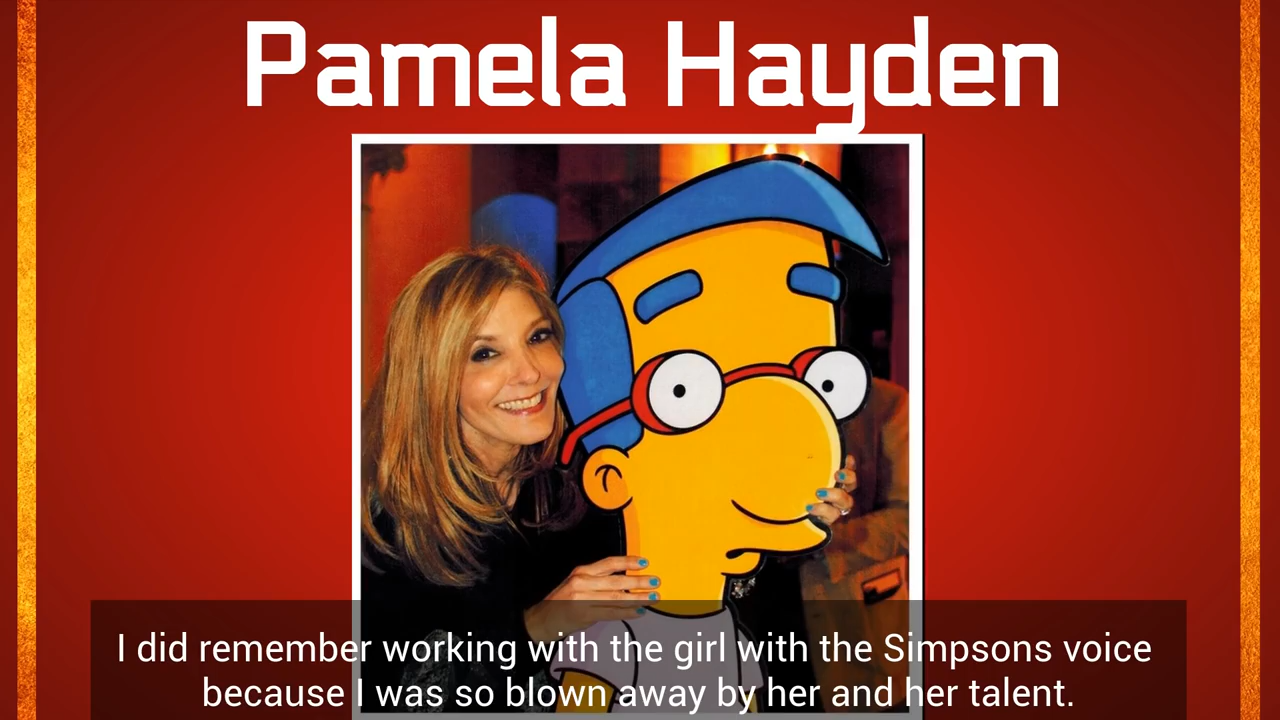 Pamela Hayden
I did remember working with the girl with the Simpsons voice
because I was so blown away by her and her talent.